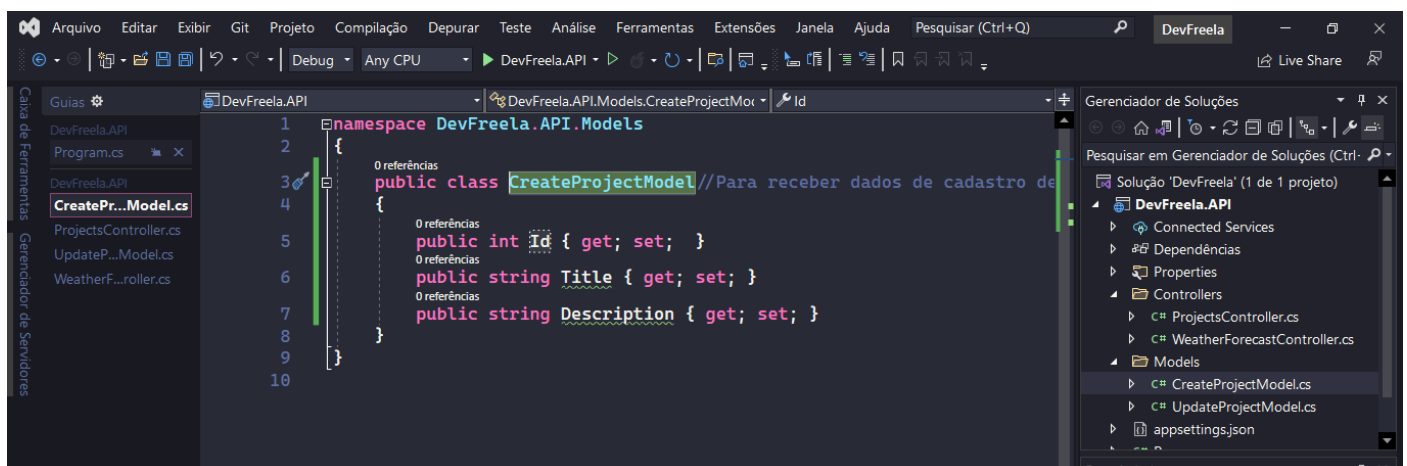 Arquivo Editar Exibir Git Projeto Compilação Depurar Teste Análise Ferramentas Extensões Janela Ajuda Pesquisar (Ctrl+Q) DevFreela
Debug Any CPU DevFreela.API Live Share
Caixa de Ferramentas
Gerenciador de Servidores
Guias
DevFreela.API
Program.cs
DevFreela.API
CreatePr...Model.cs
ProjectsController.cs
UpdateP...Model.cs
WeatherF...roller.cs
DevFreela.API DevFreela.API.Models.CreateProjectMoc Id
1 namespace DevFreela.API.Models
2 {
0 referências
3 public class CreateProjectModel//Para receber dados de cadastro de
4 {
0 referências
5 public int Id { get; set;  }
0 referências
6 public string Title { get; set; }
0 referências
7 public string Description { get; set; }
8 }
9 }
10
Gerenciador de Soluções
Pesquisar em Gerenciador de Soluções (Ctrl-
Solução 'DevFreela' (1 de 1 projeto)
DevFreela.API
Connected Services
Dependências
Properties
Controllers
C# ProjectsController.cs
C# WeatherForecastController.cs
Models
C# CreateProjectModel.cs
C# UpdateProjectModel.cs
appsettings.json